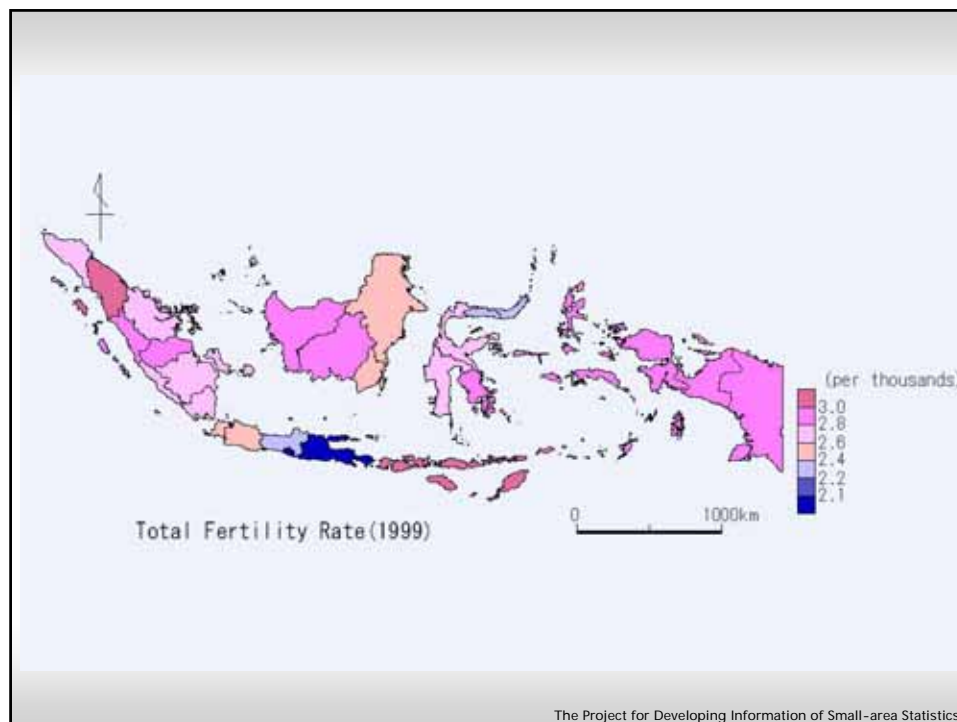 (per thousands)
3.0
2.8
2.6
2.4
2.2
2.1
0 1000km
Total Fertility Rate(1999)
The Project for Developing Information of Small-area Statistics